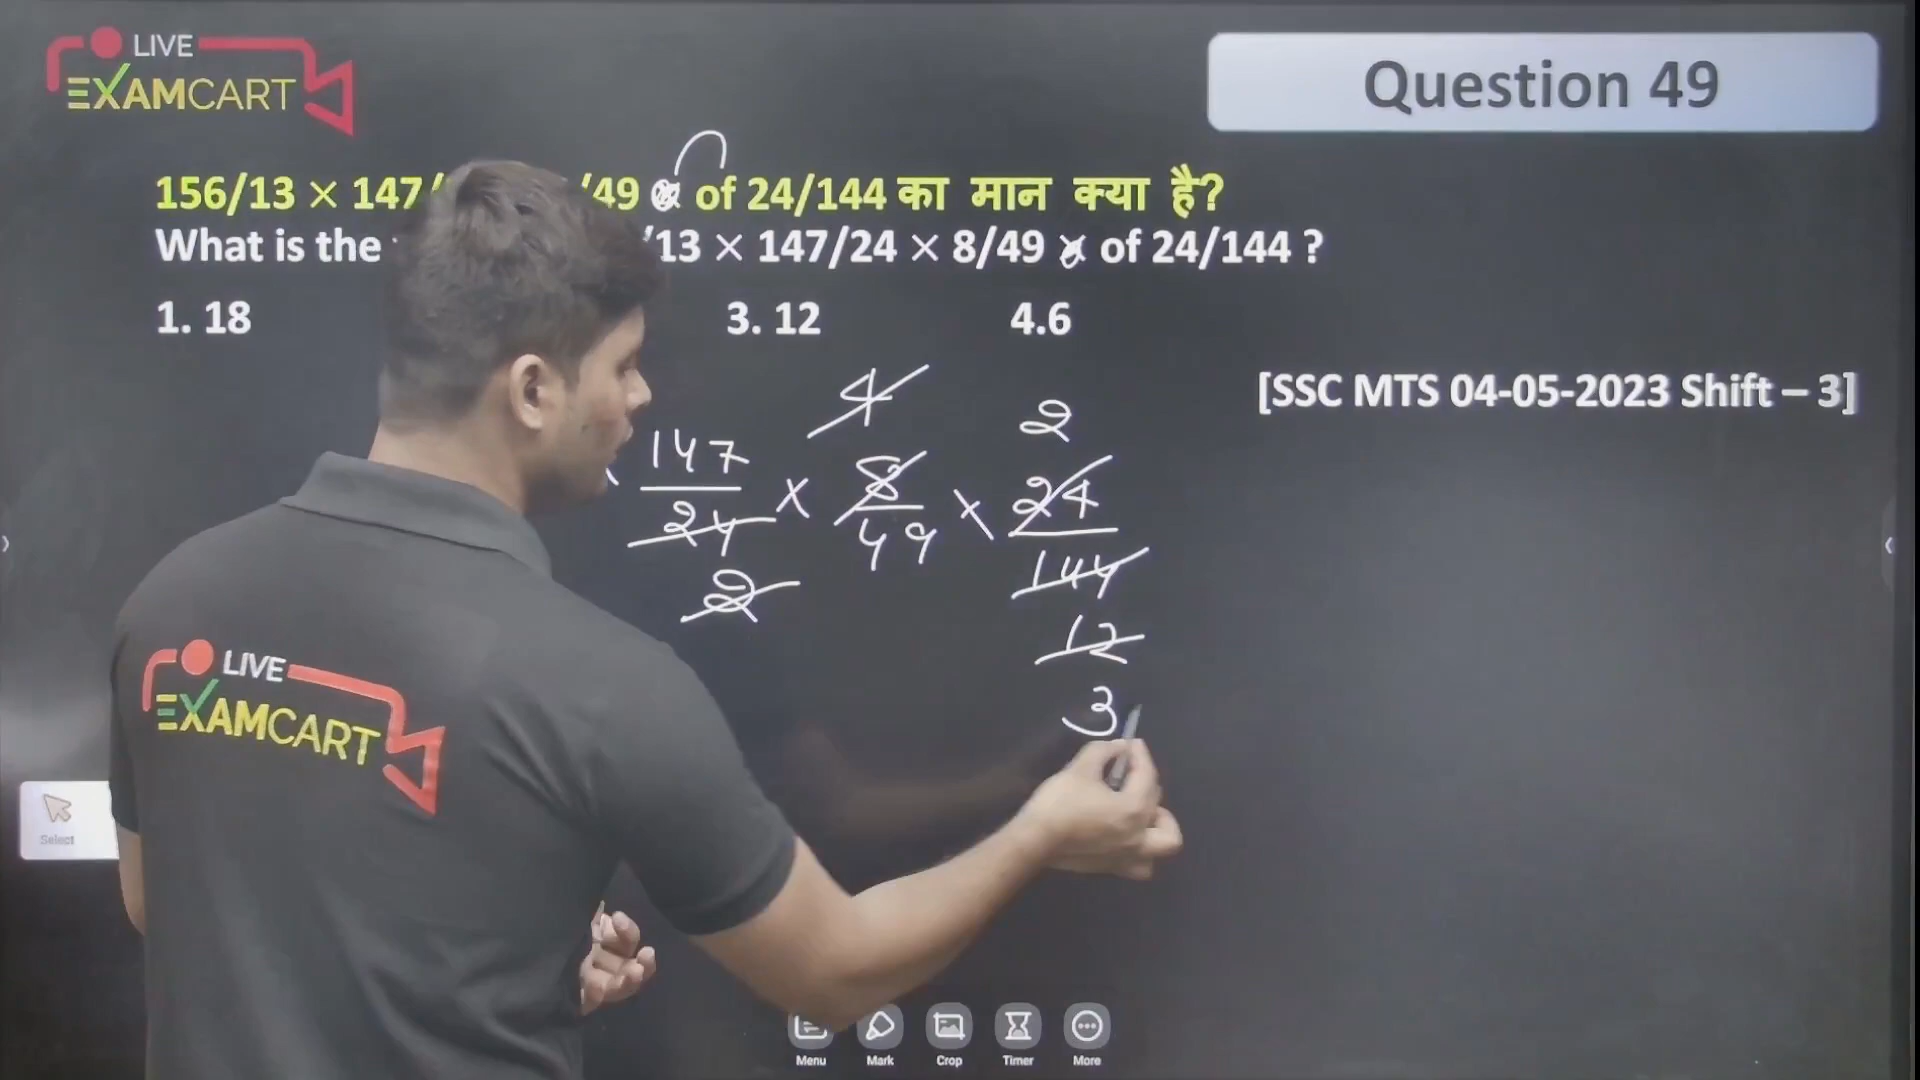 LIVE
EXAMCART
Question 49
156/13 × 147/ /49 of 24/144 का मान क्या है?
What is the /13 × 147/24 × 8/49 × of 24/144 ?
1. 18 3. 12 4.6
[SSC MTS 04-05-2023 Shift – 3]
4 2
147 × 8 × 24
24 49 144
2 12
3
LIVE
EXAMCART
Select
Menu Mark Crop Timer More